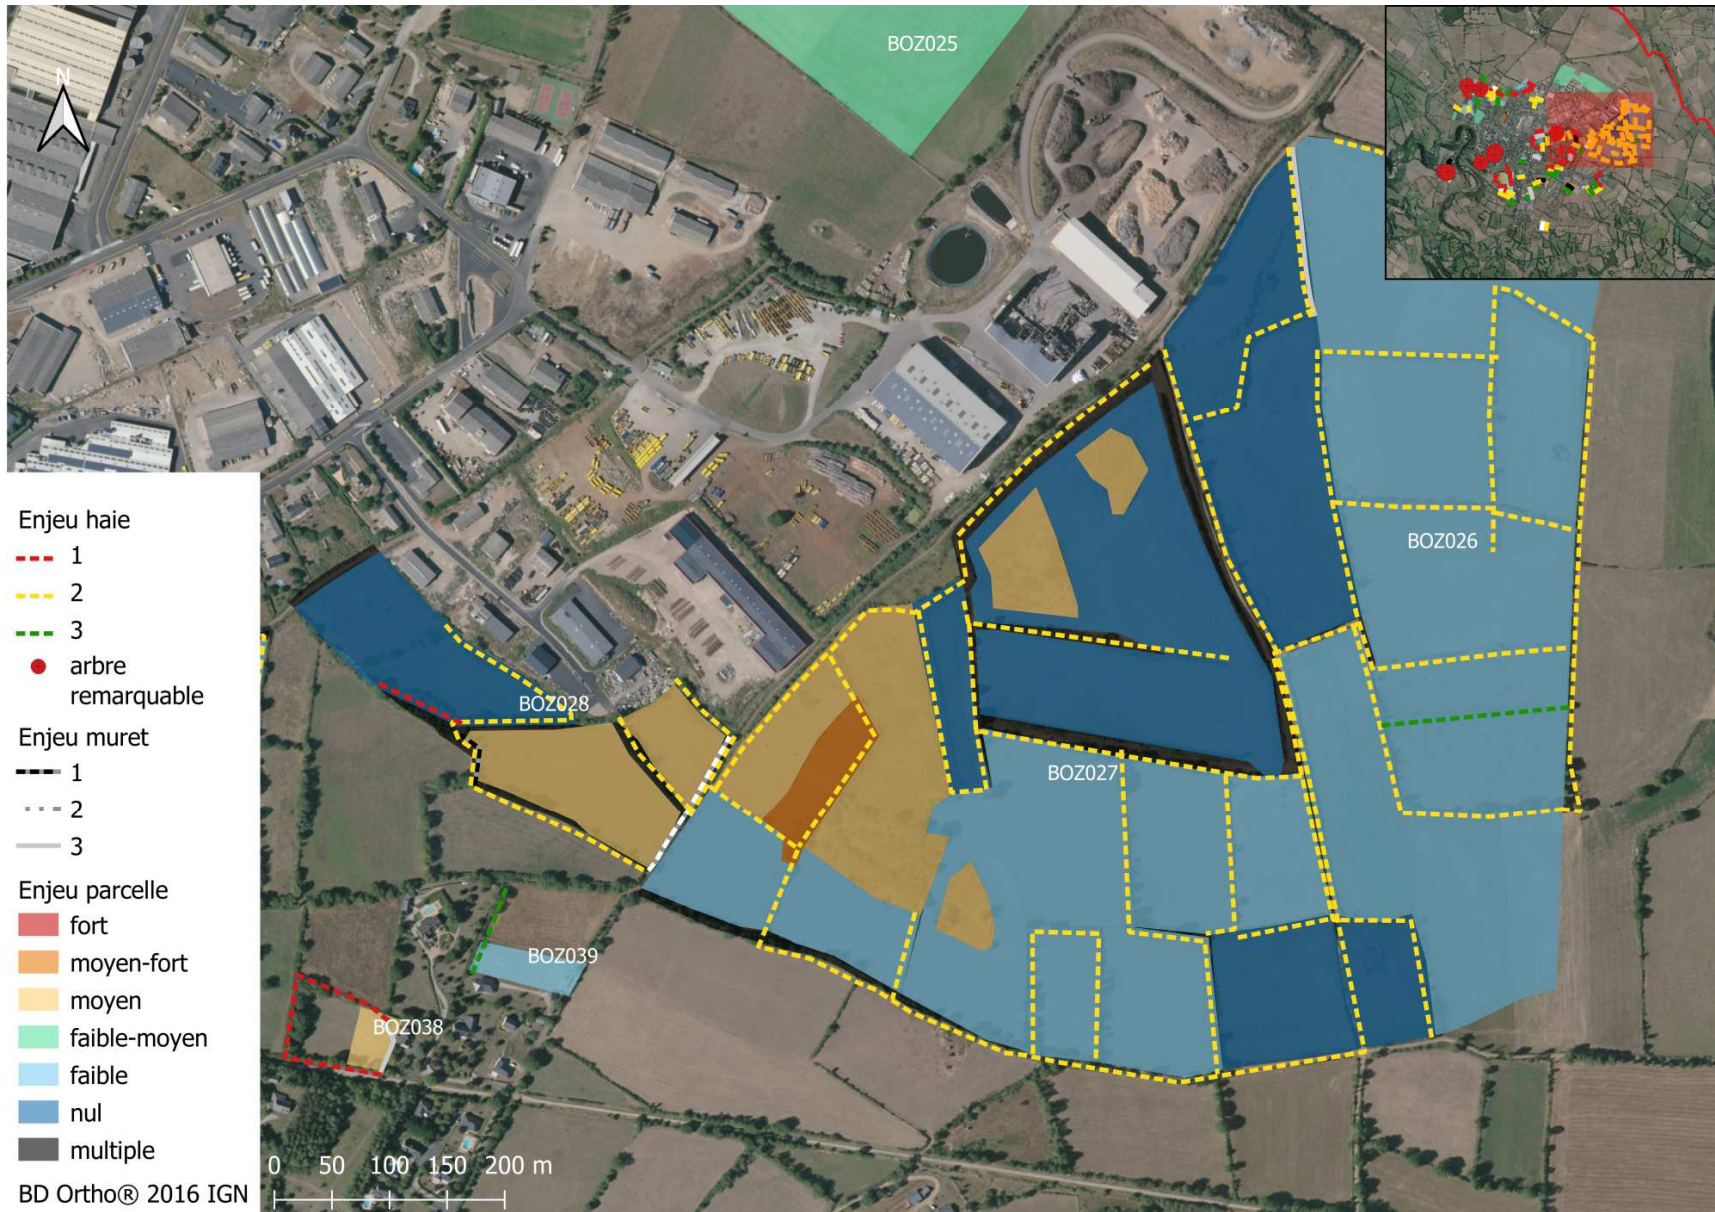 BOZ025
N
BOZ026
BOZ028
BOZ027
BOZ039
BOZ038
Enjeu haie
1
2
3
arbre
remarquable
Enjeu muret
1
2
3
Enjeu parcelle
fort
moyen-fort
moyen
faible-moyen
faible
nul
multiple
BD Ortho® 2016 IGN
0 50 100 150 200 m